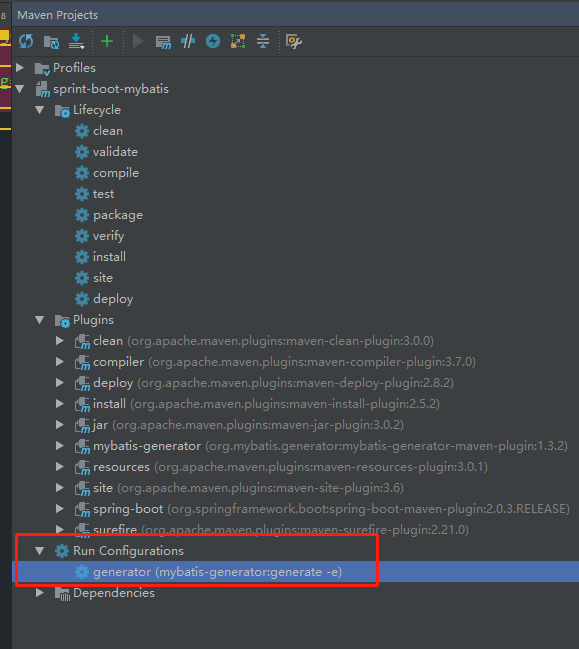 8
Maven Projects
Profiles
sprint-boot-mybatis
Lifecycle
clean
validate
compile
test
package
verify
install
site
deploy
Plugins
clean (org.apache.maven.plugins:maven-clean-plugin:3.0.0)
compiler (org.apache.maven.plugins:maven-compiler-plugin:3.7.0)
deploy (org.apache.maven.plugins:maven-deploy-plugin:2.8.2)
install (org.apache.maven.plugins:maven-install-plugin:2.5.2)
jar (org.apache.maven.plugins:maven-jar-plugin:3.0.2)
mybatis-generator (org.mybatis.generator:mybatis-generator-maven-plugin:1.3.2)
resources (org.apache.maven.plugins:maven-resources-plugin:3.0.1)
site (org.apache.maven.plugins:maven-site-plugin:3.6)
spring-boot (org.springframework.boot:spring-boot-maven-plugin:2.0.3.RELEASE)
surefire (org.apache.maven.plugins:maven-surefire-plugin:2.21.0)
Run Configurations
generator (mybatis-generator:generate -e)
Dependencies